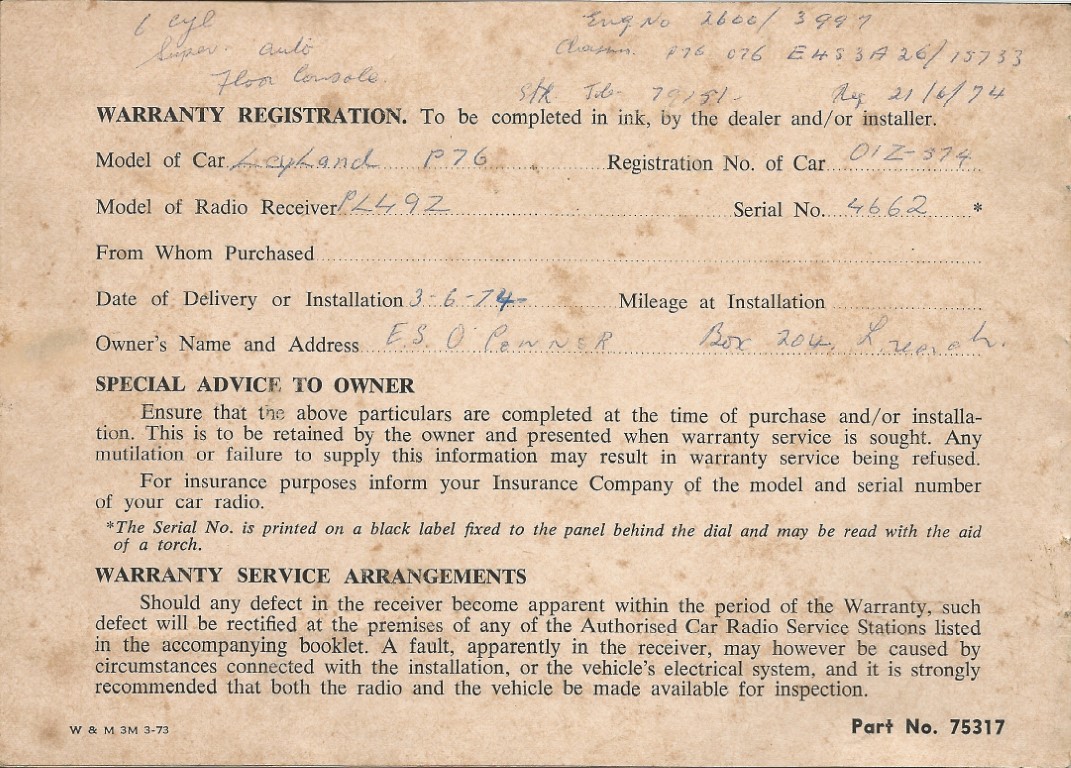 6 cyl Eng No 2600/3997
Super. auto Chassis. P76 076 E4S3A26/15733
Floor Console.
79151 Reg 21/6/74
WARRANTY REGISTRATION. To be completed in ink, by the dealer and/or installer.
Model of Car Leyland P76 Registration No. of Car OIZ-574
Model of Radio Receiver PL49Z Serial No. 4662 *
From Whom Purchased
Date of Delivery or Installation 3-6-74- Mileage at Installation
Owner's Name and Address E.S. O' Box 204,
SPECIAL ADVICE TO OWNER
Ensure that the above particulars are completed at the time of purchase and/or installa-
tion. This is to be retained by the owner and presented when warranty service is sought. Any
mutilation or failure to supply this information may result in warranty service being refused.
For insurance purposes inform your Insurance Company of the model and serial number
of your car radio.
*The Serial No. is printed on a black label fixed to the panel behind the dial and may be read with the aid
of a torch.
WARRANTY SERVICE ARRANGEMENTS
Should any defect in the receiver become apparent within the period of the Warranty, such
defect will be rectified at the premises of any of the Authorised Car Radio Service Stations listed
in the accompanying booklet. A fault, apparently in the receiver, may however be caused by
circumstances connected with the installation, or the vehicle's electrical system, and it is strongly
recommended that both the radio and the vehicle be made available for inspection.
W & M 3M 3-73 Part No. 75317